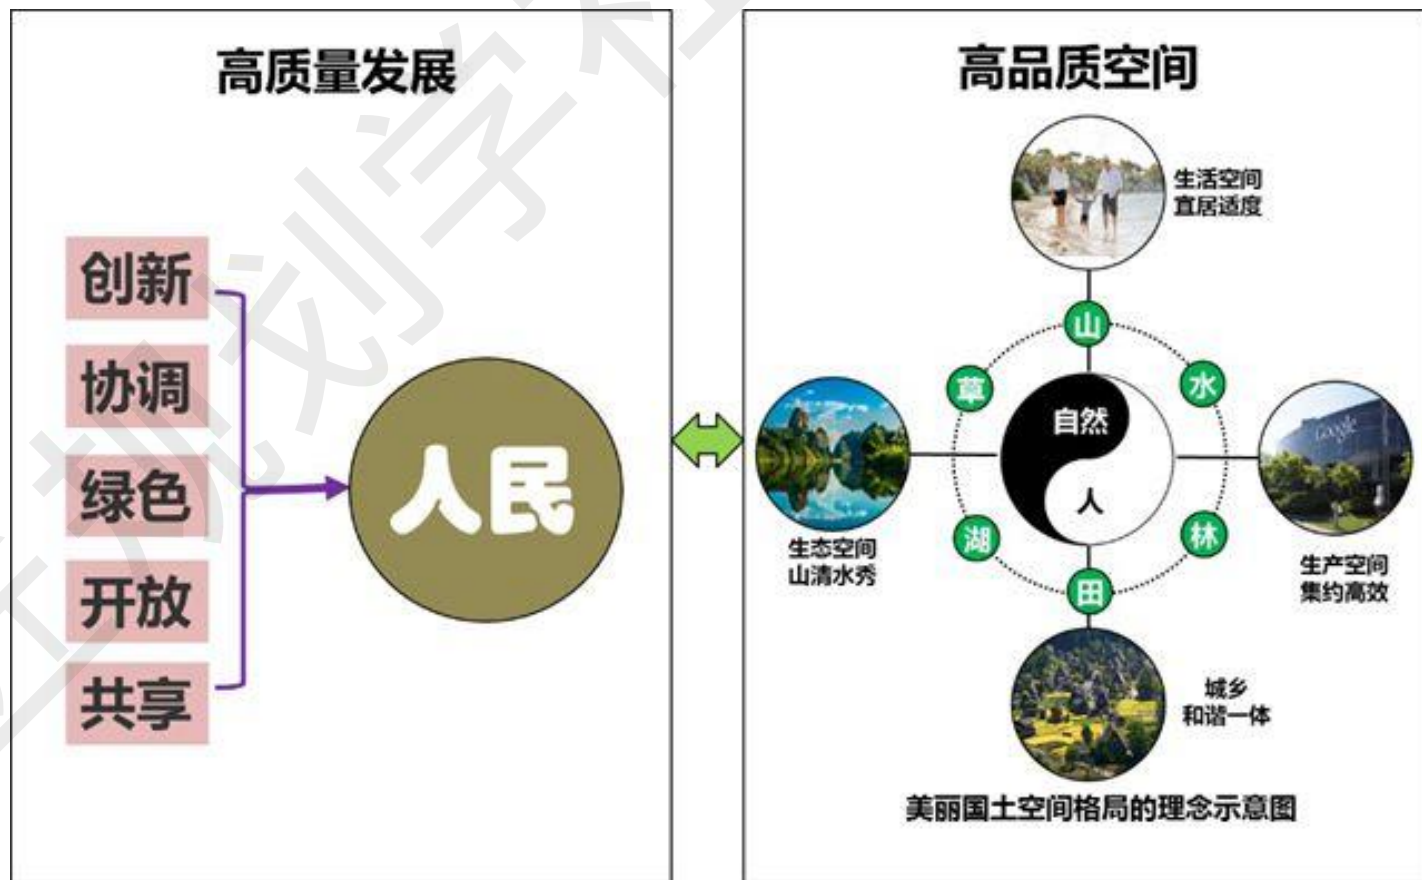 高质量发展
创新
协调
绿色
开放
共享
人民
高品质空间
生活空间
宜居适度
山
草
水
自然
人
Google
生态空间
山清水秀
湖
林
田
生产空间
集约高效
城乡
和谐一体
美丽国土空间格局的理念示意图